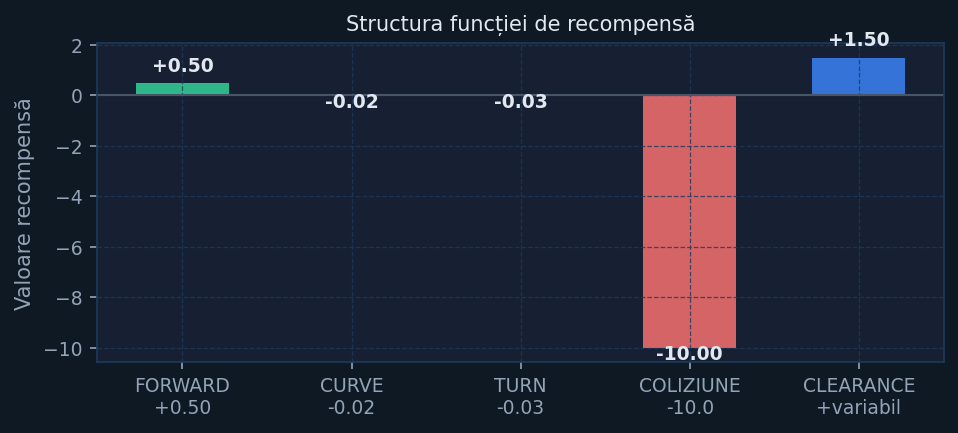 Structura funcției de recompensă
Valoare recompensă
2
0
−2
−4
−6
−8
−10
+0.50
-0.02
-0.03
-10.00
+1.50
FORWARD
+0.50
CURVE
-0.02
TURN
-0.03
COLIZIUNE
-10.0
CLEARANCE
+variabil